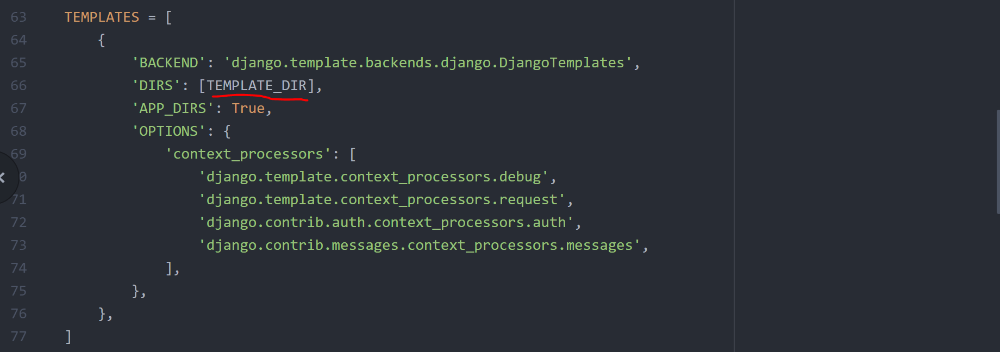 63 TEMPLATES = [
64 {
65 'BACKEND': 'django.template.backends.django.DjangoTemplates',
66 'DIRS': [TEMPLATE_DIR],
67 'APP_DIRS': True,
68 'OPTIONS': {
69 'context_processors': [
0 'django.template.context_processors.debug',
71 'django.template.context_processors.request',
72 'django.contrib.auth.context_processors.auth',
73 'django.contrib.messages.context_processors.messages',
74 ],
75 },
76 },
77 ]